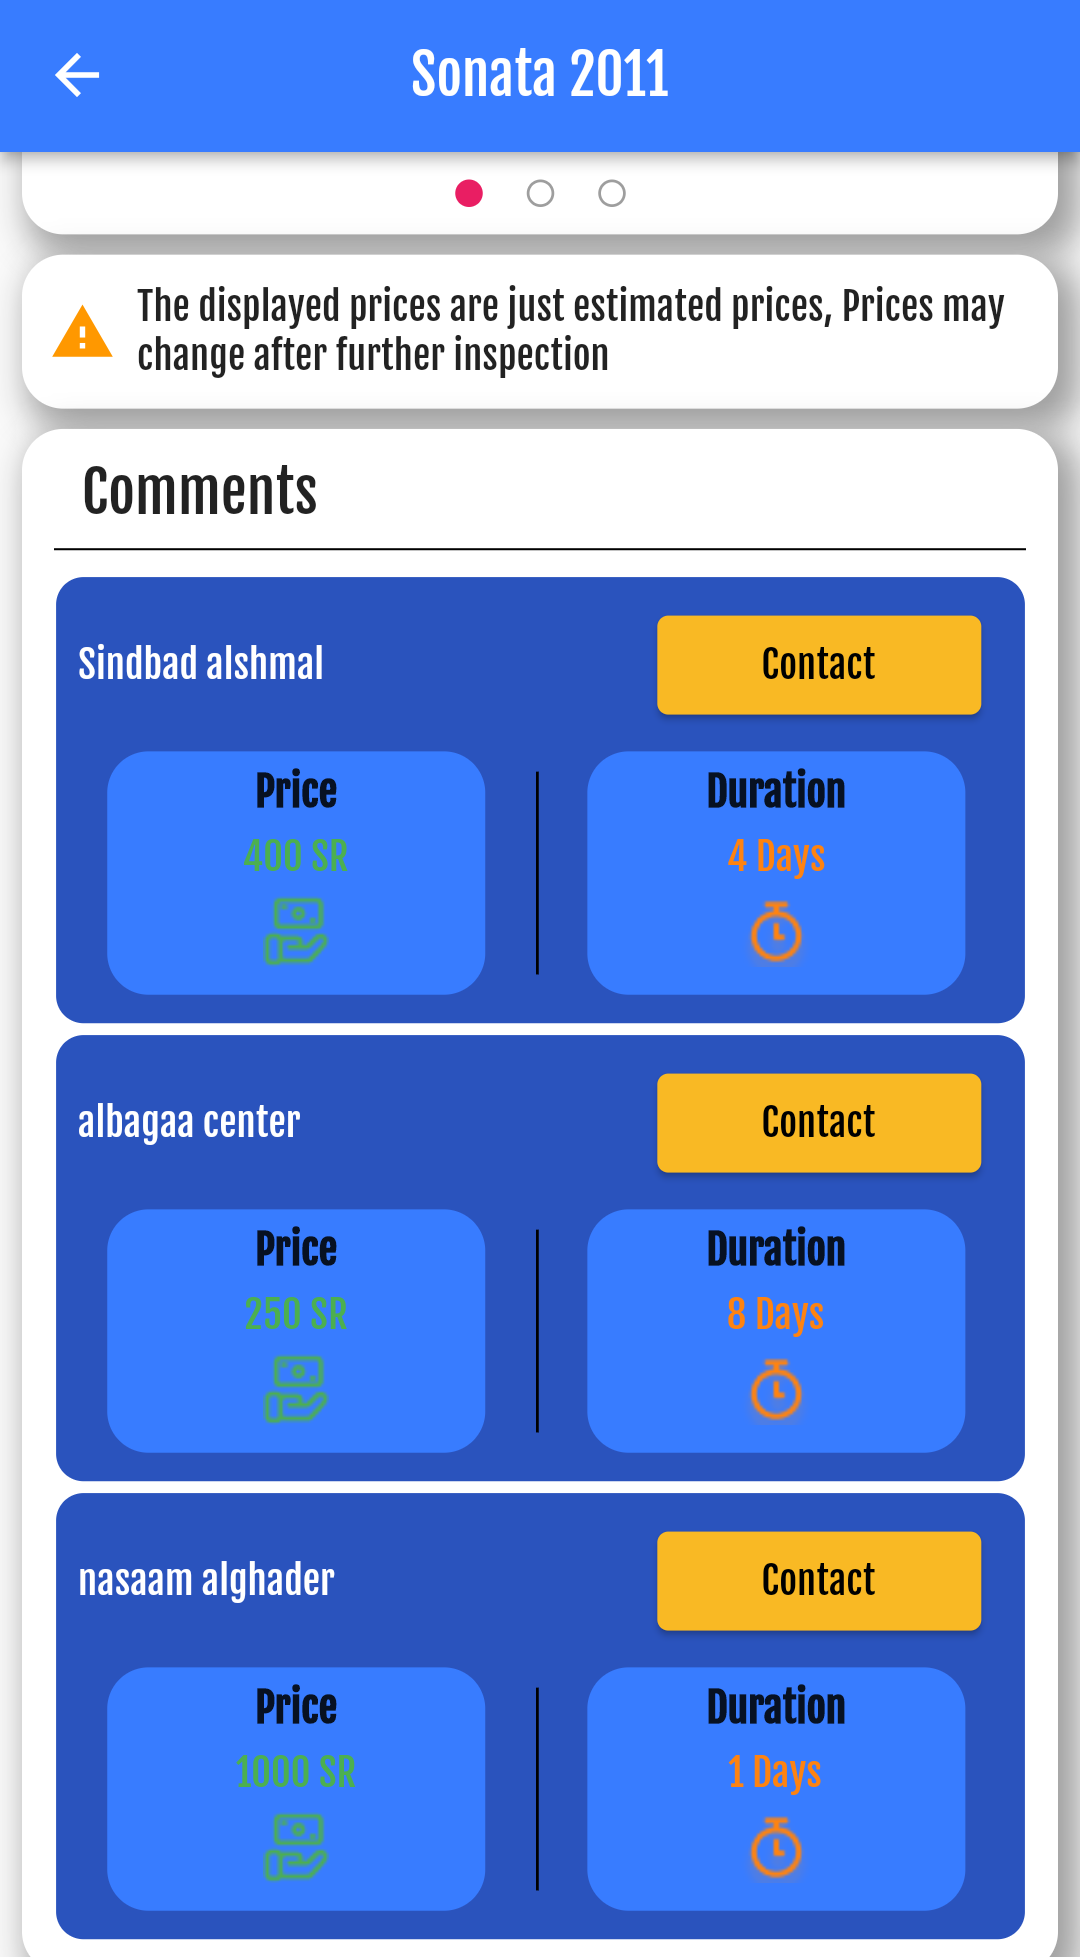 Sonata 2011
The displayed prices are just estimated prices, Prices may
change after further inspection
Comments
Sindbad alshmal
Contact
Price
Duration
400 SR
4 Days
albagaa center
Contact
Price
Duration
250 SR
8 Days
nasaam alghader
Contact
Price
Duration
1000 SR
1 Days